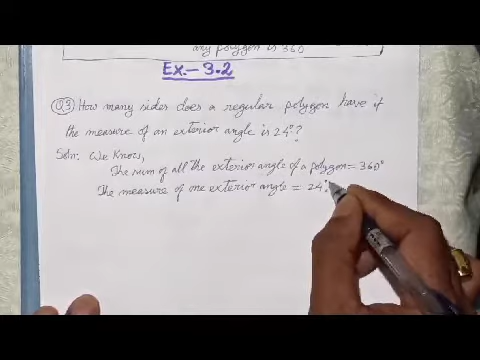 any polygon is 360
Ex.- 3.2
Q3) How many sides does a regular polygon have if
the measure of an exterior angle is 24°?
Soln. We Know,
The sum of all the exterior angle of a polygon = 360°
The measure of one exterior angle = 24°